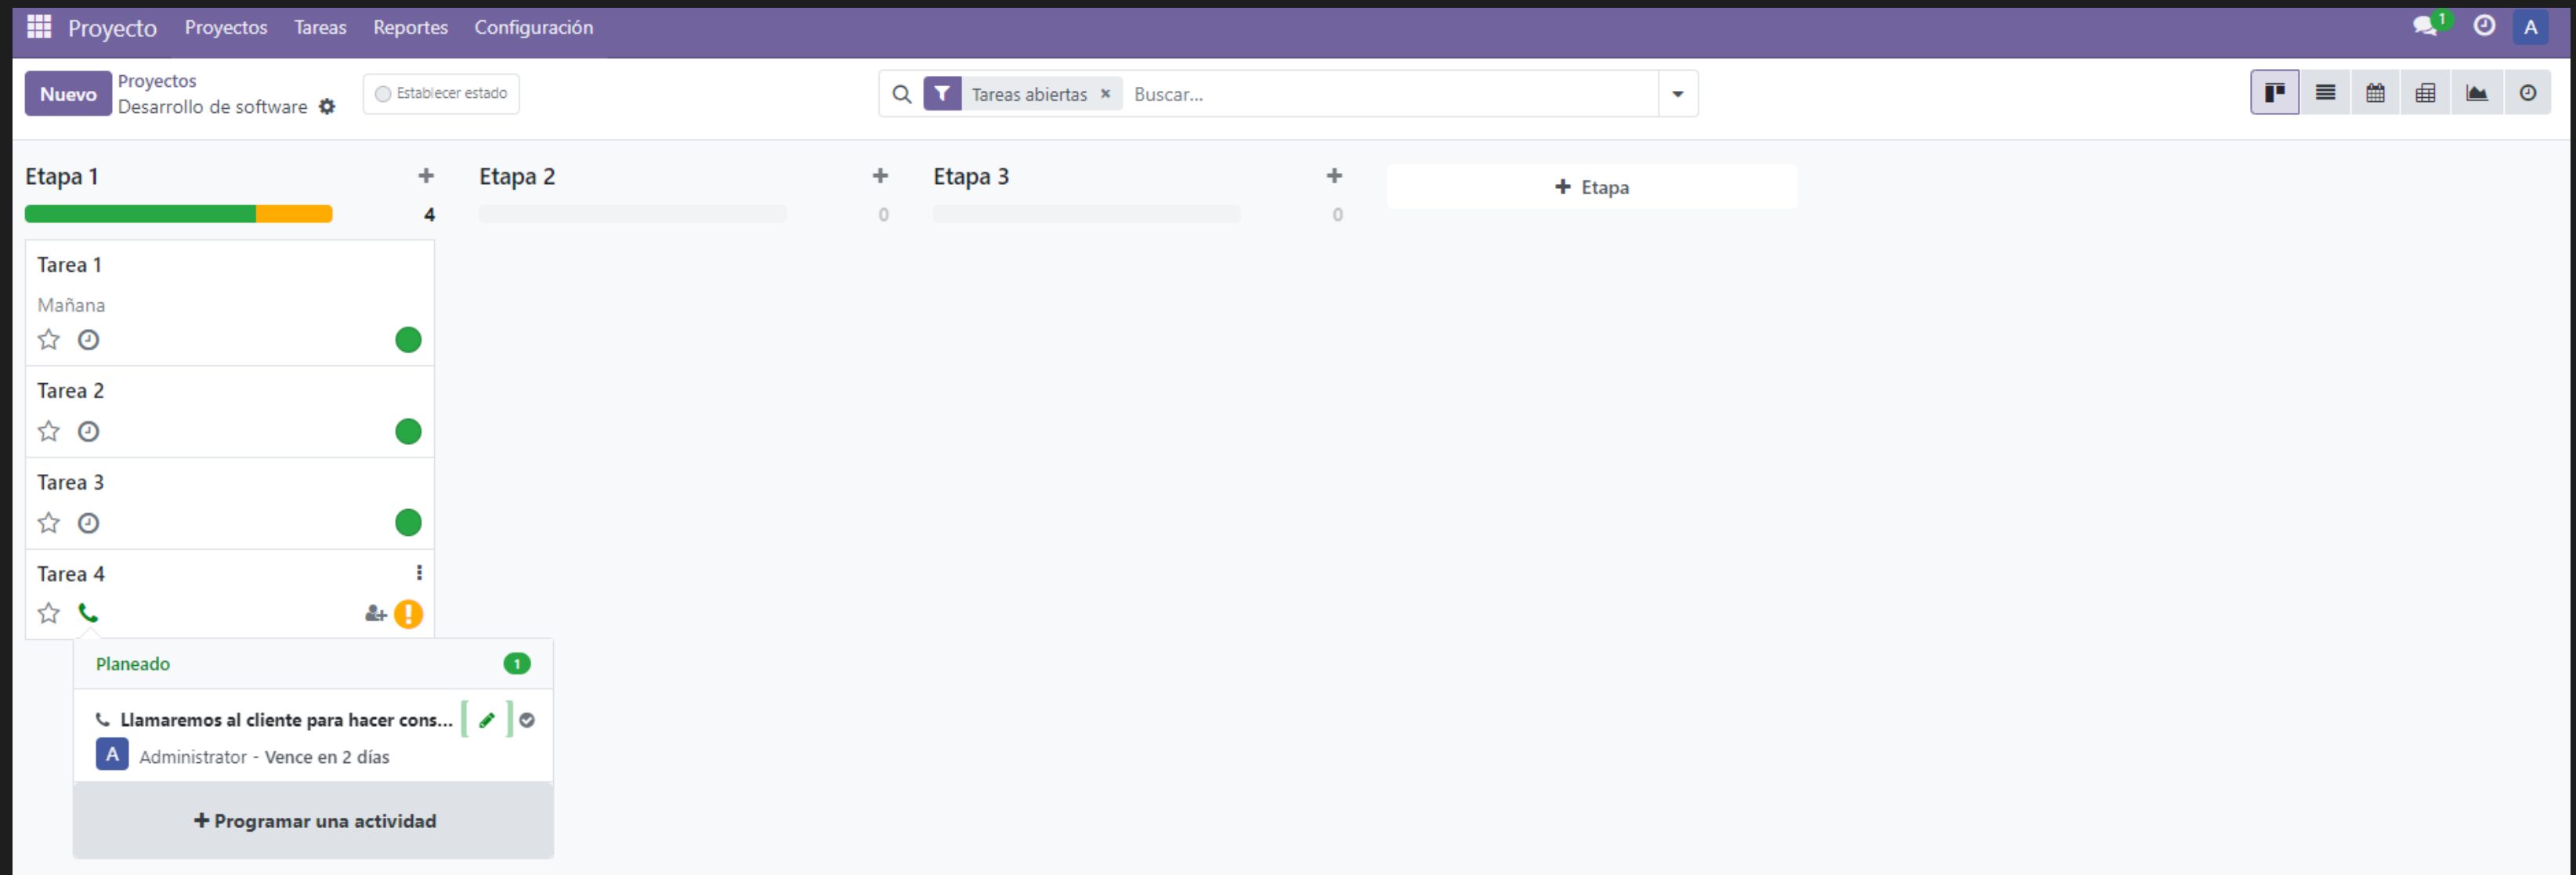 Proyecto Proyectos Tareas Reportes Configuración 1 A
Nuevo
Proyectos
Desarrollo de software
Establecer estado
Tareas abiertas × Buscar...
Etapa 1 +
4
Etapa 2 +
0
Etapa 3 +
0
+ Etapa
Tarea 1
Mañana
Tarea 2
Tarea 3
Tarea 4
Planeado 1
Llamaremos al cliente para hacer cons...
A Administrator - Vence en 2 días
+ Programar una actividad